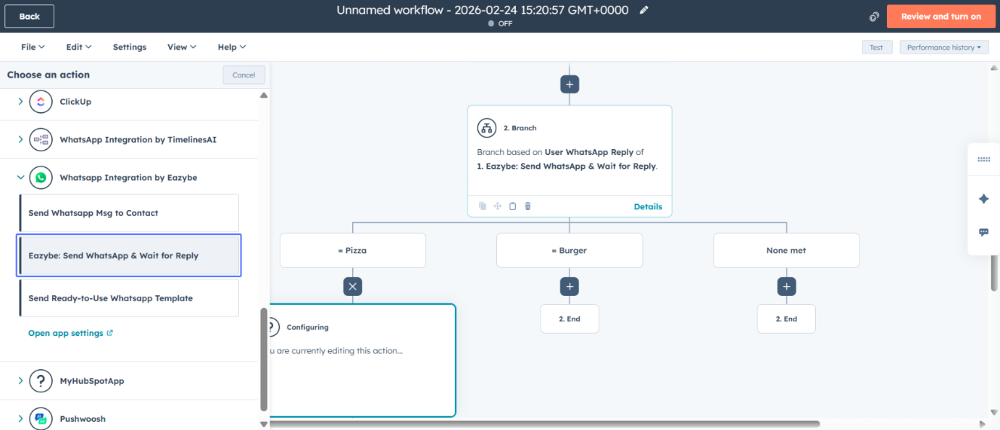 Back
Unnamed workflow - 2026-02-24 15:20:57 GMT+0000
OFF
Review and turn on
File
Edit
Settings
View
Help
Test
Performance history
Choose an action
Cancel
ClickUp
WhatsApp Integration by TimelinesAI
Whatsapp Integration by Eazybe
Send Whatsapp Msg to Contact
Eazybe: Send WhatsApp & Wait for Reply
Send Ready-to-Use Whatsapp Template
Open app settings
MyHubSpotApp
Pushwoosh
2. Branch
Branch based on User WhatsApp Reply of
1. Eazybe: Send WhatsApp & Wait for Reply.
Details
= Pizza
= Burger
None met
Configuring
u are currently editing this action...
2. End
2. End